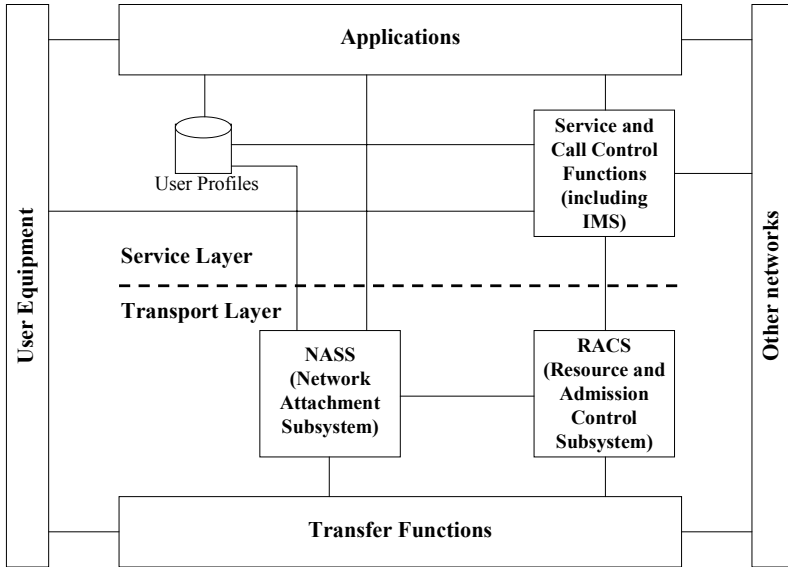 Applications
Service and
Call Control
Functions
(including
IMS)
User Profiles
User Equipment
Other networks
Service Layer
Transport Layer
NASS
(Network
Attachment
Subsystem)
RACS
(Resource and
Admission
Control
Subsystem)
Transfer Functions